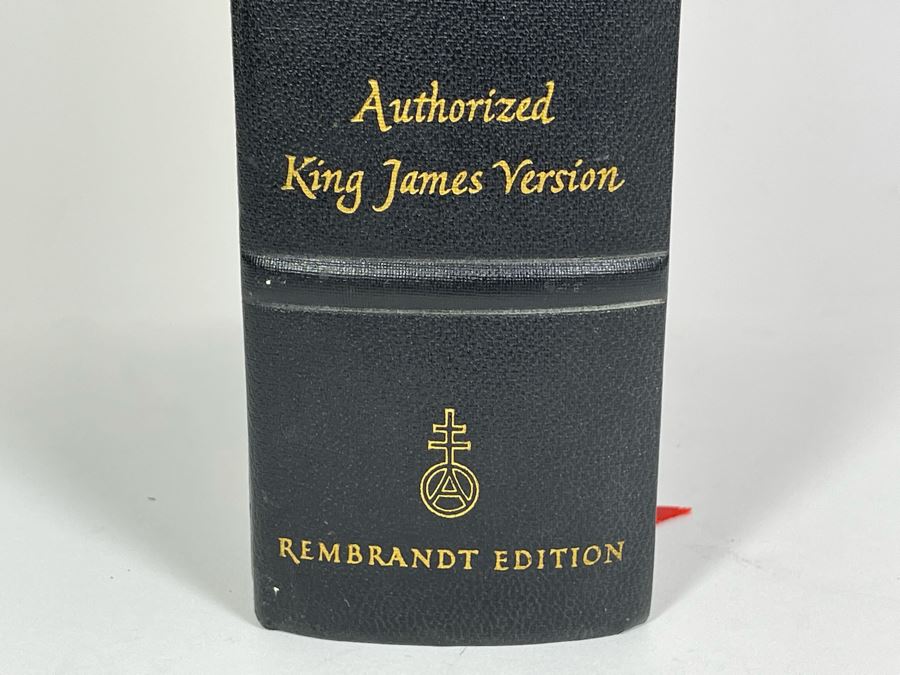 Authorized
King James Version
A
REMBRANDT EDITION